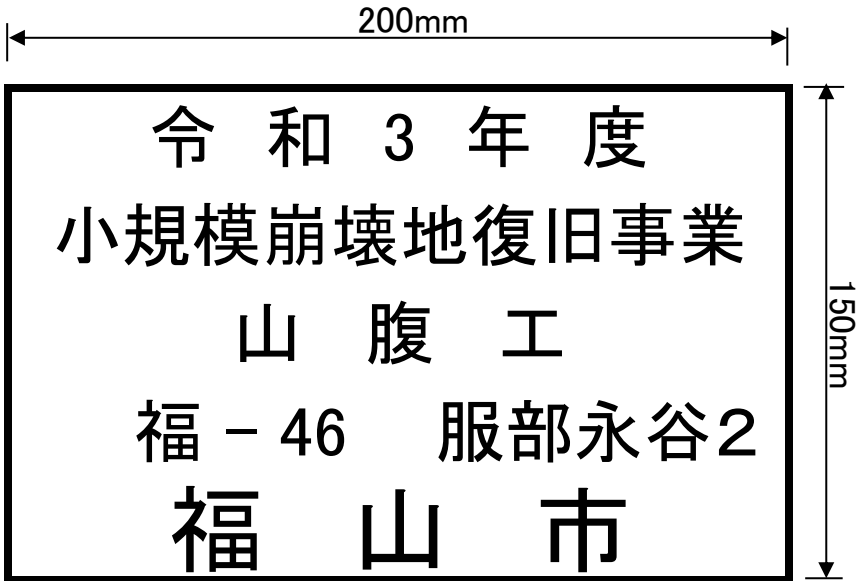 200mm
令 和 3 年 度
小規模崩壊地復旧事業
山 腹 工
150mm
福 － 46 服部永谷２
福 山 市